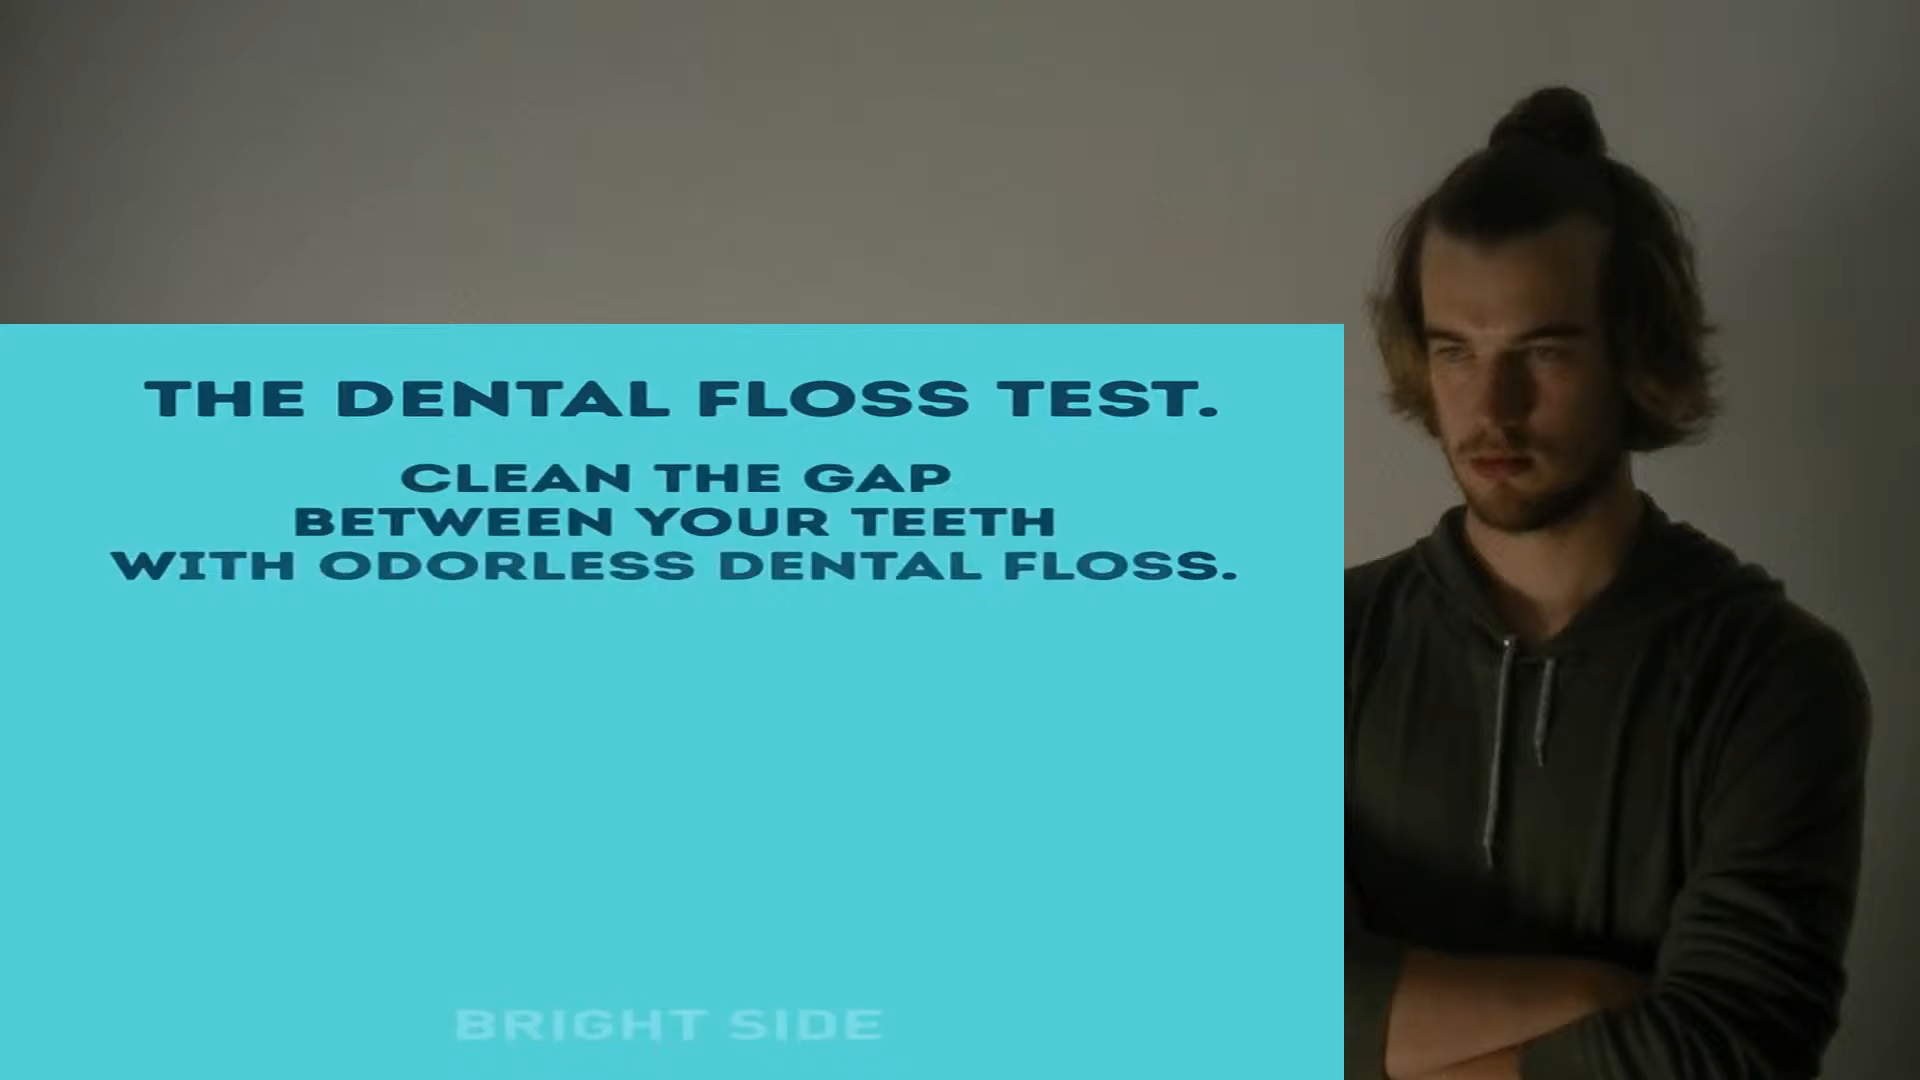 THE DENTAL FLOSS TEST.
CLEAN THE GAP
BETWEEN YOUR TEETH
WITH ODORLESS DENTAL FLOSS.
BRIGHT SIDE